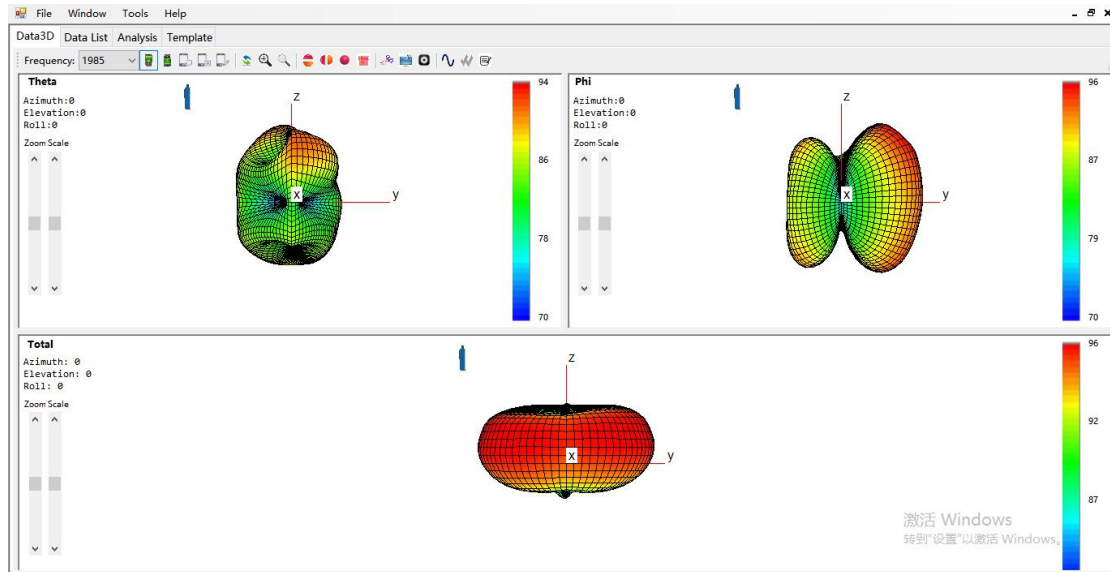 File Window Tools Help
Data3D Data List Analysis Template
Frequency: 1985
Theta
Azimuth:0
Elevation:0
Roll:0
Zoom Scale
z
x
y
94
86
78
70
Phi
Azimuth:0
Elevation:0
Roll:0
Zoom Scale
z
x
y
96
87
79
70
Total
Azimuth: 0
Elevation: 0
Roll: 0
Zoom Scale
z
x
y
96
92
87
激活 Windows
转到"设置"以激活 Windows。